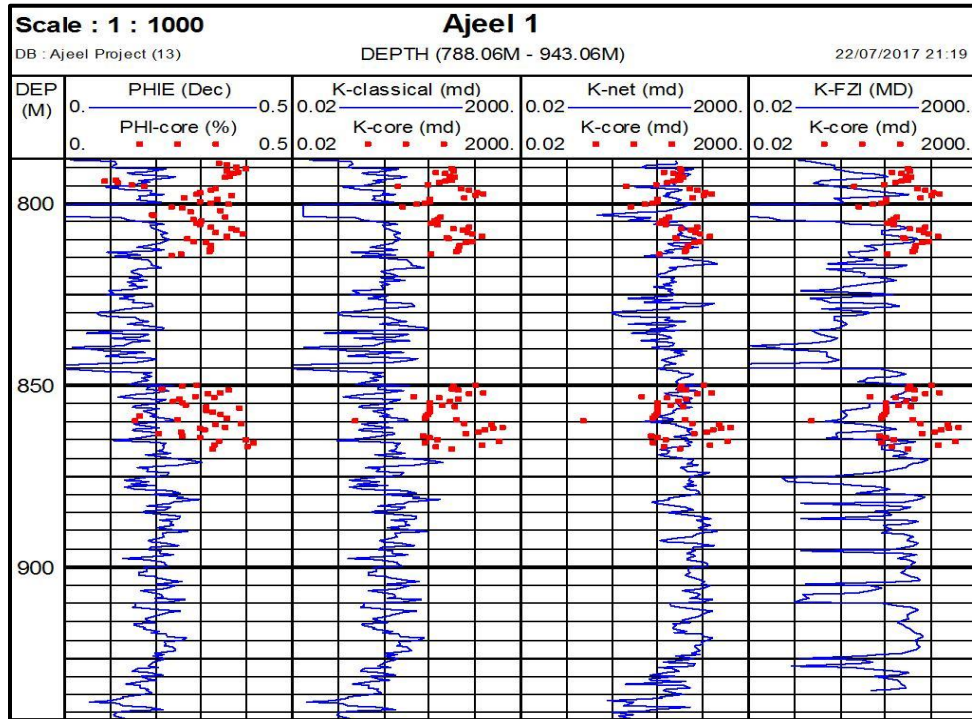 Scale : 1 : 1000
Ajeel 1
DB : Ajeel Project (13)
DEPTH (788.06M - 943.06M)
22/07/2017 21:19
DEP (M)
PHIE (Dec)
0. 0.5
PHI-core (%)
0. 0.5
K-classical (md)
0.02 2000.
K-core (md)
0.02 2000.
K-net (md)
0.02 2000.
K-core (md)
0.02 2000.
K-FZI (MD)
0.02 2000.
K-core (md)
0.02 2000.
800
850
900